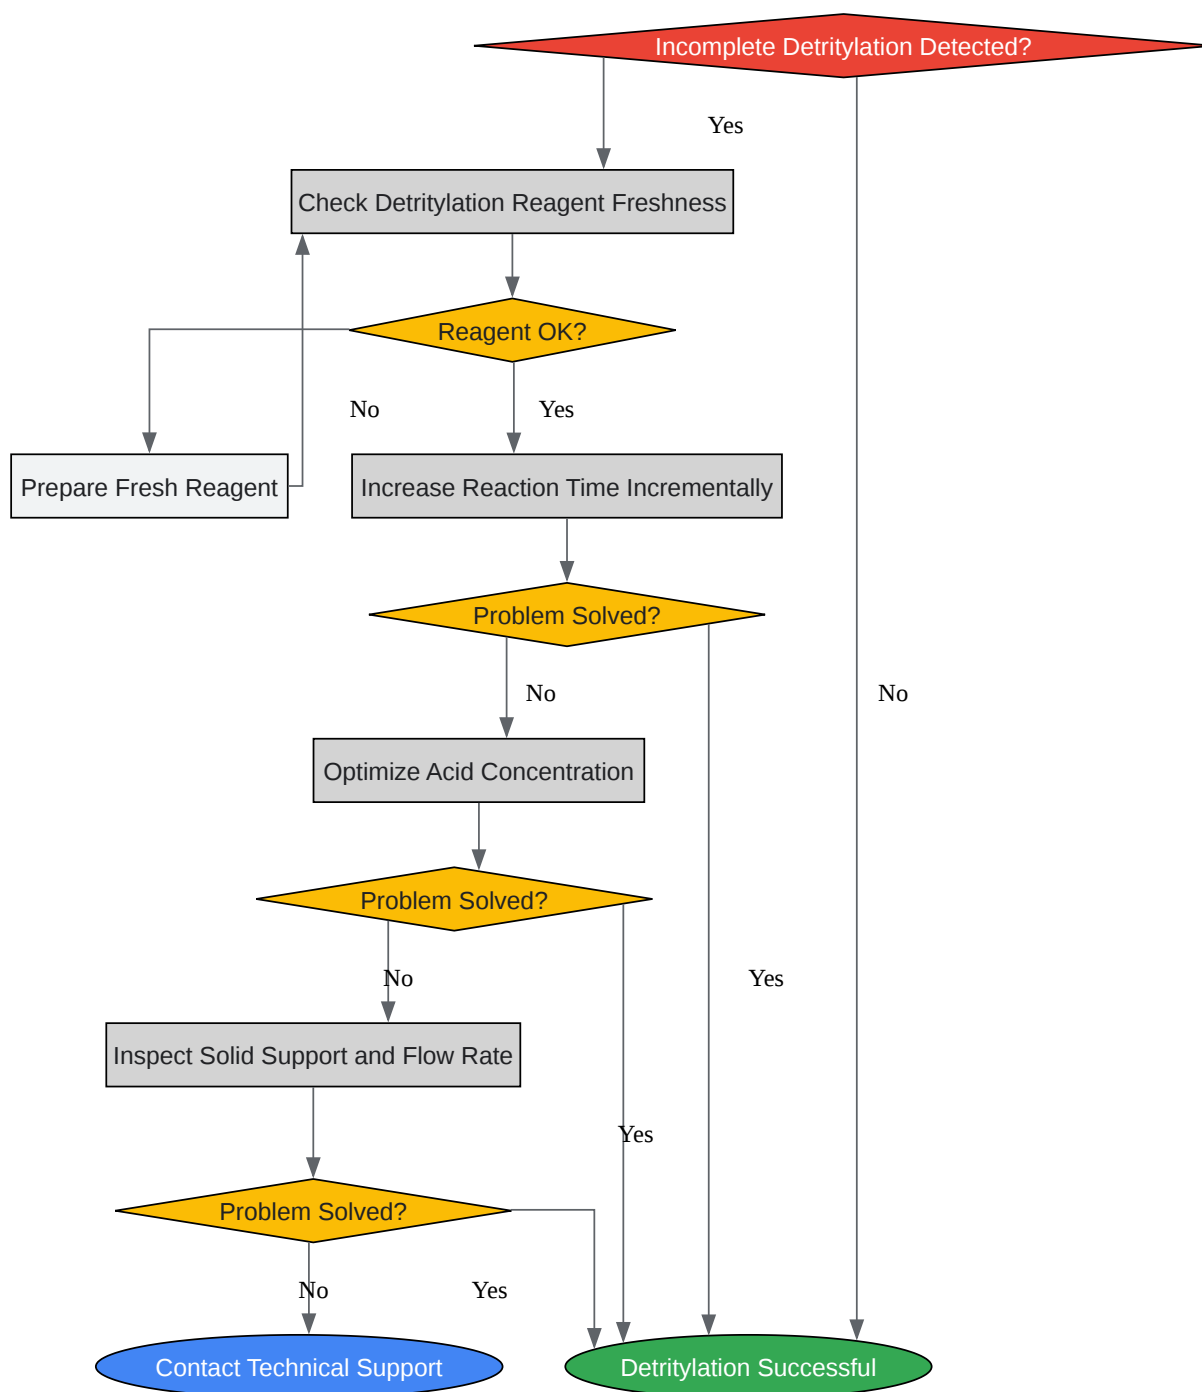 Incomplete Detritylation Detected?
Yes
Check Detritylation Reagent Freshness
Reagent OK?
No
Yes
Prepare Fresh Reagent
Increase Reaction Time Incrementally
Problem Solved?
No
No
Optimize Acid Concentration
Problem Solved?
No
Yes
Inspect Solid Support and Flow Rate
Yes
Problem Solved?
No
Yes
Contact Technical Support
Detritylation Successful